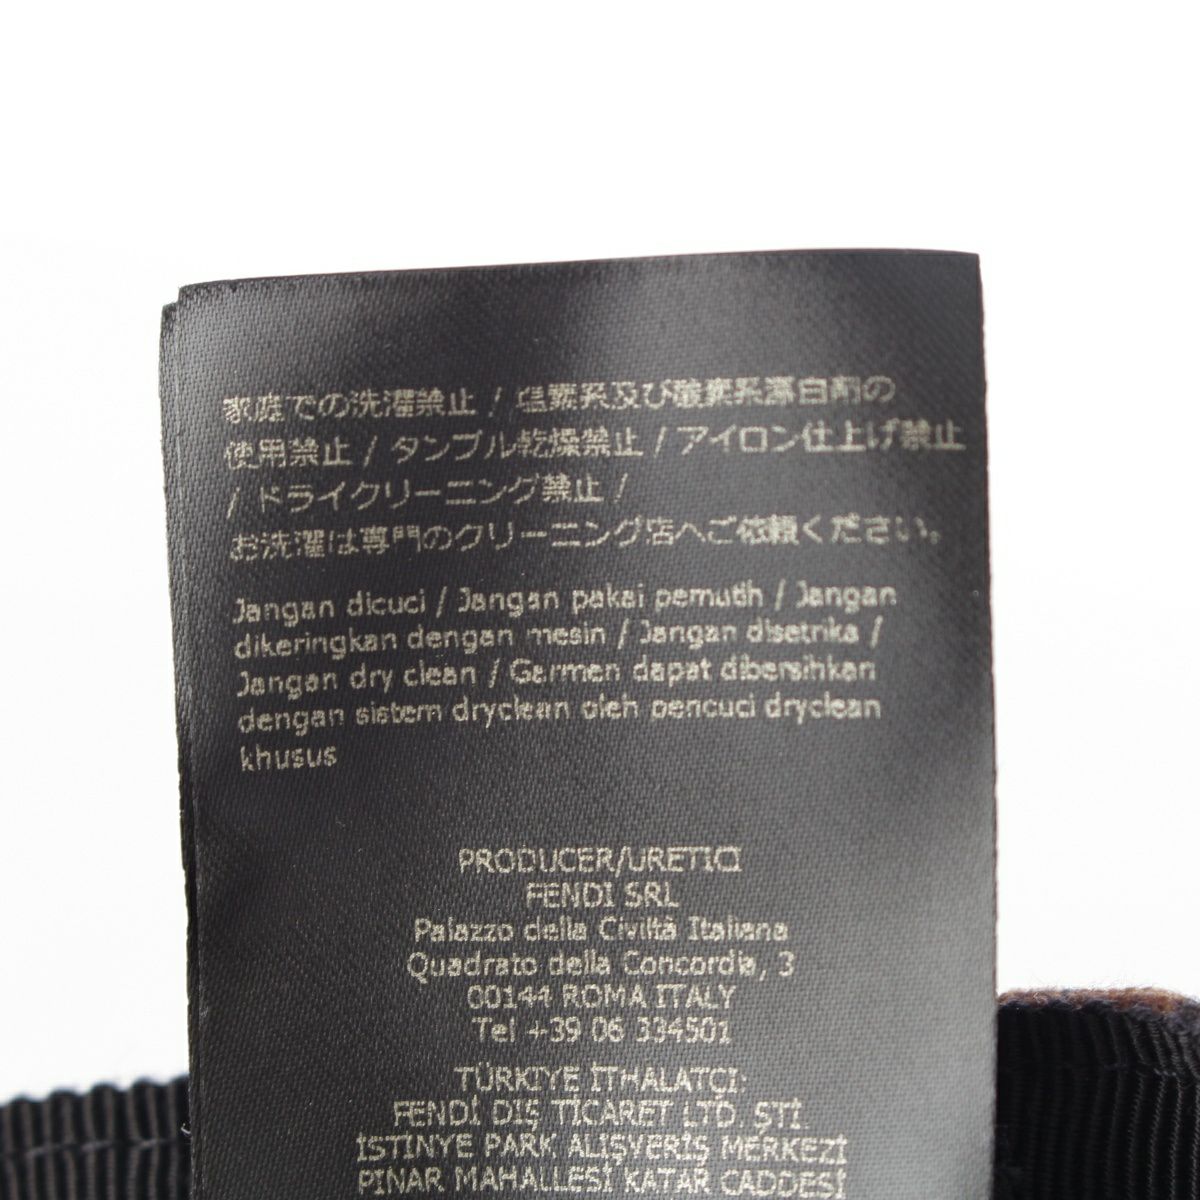 家庭での洗濯禁止 / 塩素系及び酸素系漂白剤の
使用禁止 / タンブル乾燥禁止 / アイロン仕上げ禁止
/ ドライクリーニング禁止 /
お洗濯は専門のクリーニング店へご依頼ください。
Jangan dicuci / Jangan pakai pemutih / Jangan
dikeringkan dengan mesin / Jangan disetrika /
Jangan dry clean / Garmen dapat dibersihkan
dengan sistem dryclean oleh pencuci dryclean
khusus
PRODUCER/URETICI
FENDI SRL
Palazzo della Civiltà Italiana
Quadrato della Concordia, 3
00144 ROMA ITALY
Tel +39 06 334501
TÜRKİYE İTHALATÇI:
FENDİ DIŞ TİCARET LTD. ŞTİ.
İSTİNYE PARK ALIŞVERİŞ MERKEZİ
PINAR MAHALLESİ KATAR CADDESİ